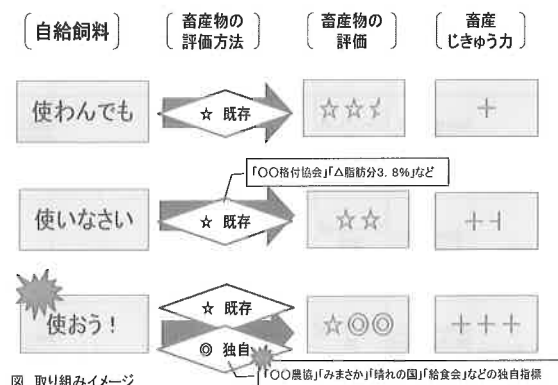 自給飼料
畜産物の
評価方法
畜産物の
評価
畜産
じきゅう力
使わんでも
☆ 既存
☆☆
+
「〇〇格付協会」「△脂肪分3.8%」など
使いなさい
☆ 既存
☆☆
使おう!
☆ 既存
◎ 独自
☆◎◎
+++
「〇〇農協」「みまさか」「晴れの国」「給食会」などの独自指標
図 取り組みイメージ